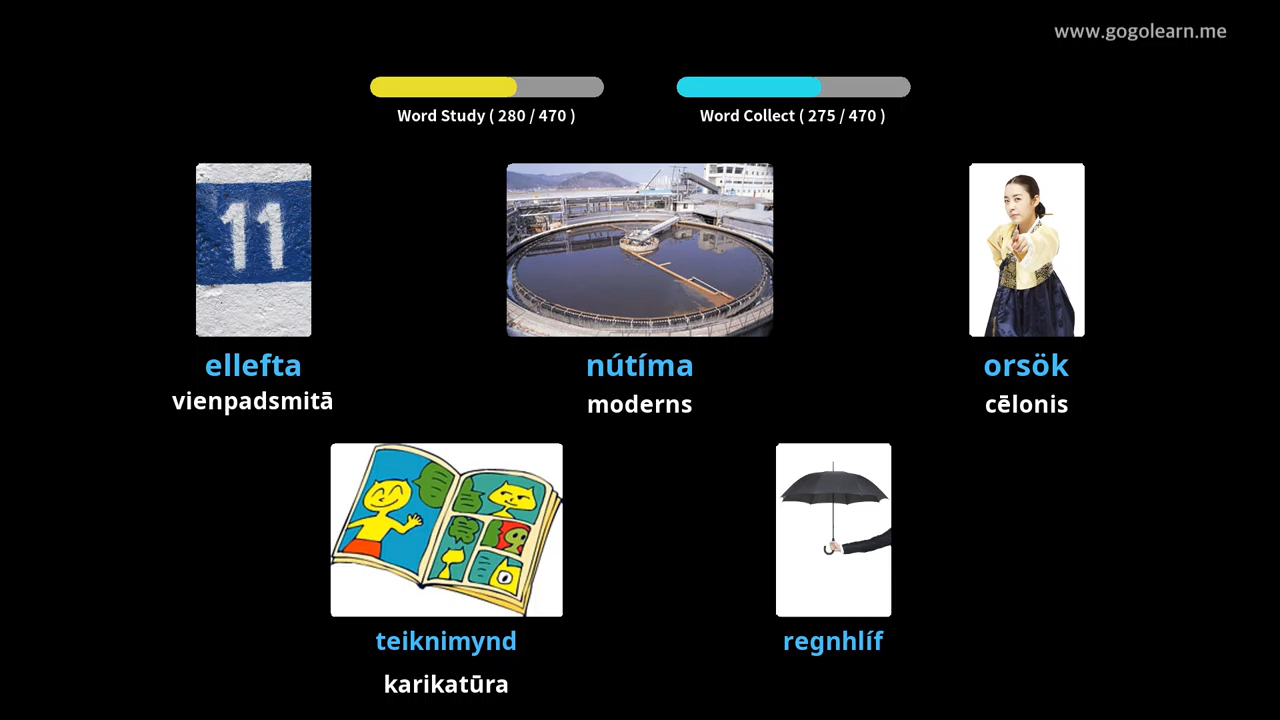 www.gogolearn.me
Word Study ( 280 / 470 )
Word Collect ( 275 / 470 )
11
ellefta
nútíma
orsök
vienpadsmitā
moderns
cēlonis
teiknimynd
regnhlíf
karikatūra